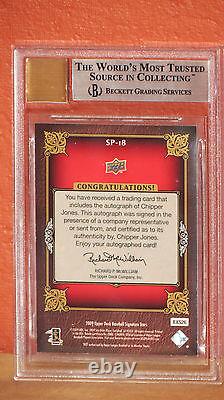 THE WORLD'S MOST TRUSTED
SOURCE IN COLLECTING™
BECKETT GRADING SERVICES
SP-18
UPPER DECK
CONGRATULATIONS!
You have received a trading card that
includes the autograph of Chipper
Jones. This autograph was signed in the
presence of a company representative
or sent from, and certified as to its
authenticity by, Chipper Jones.
Enjoy your autographed card!
RICHARD P. McWILLIAM
The Upper Deck Company, Inc.
2009 Upper Deck Baseball Signature Stars